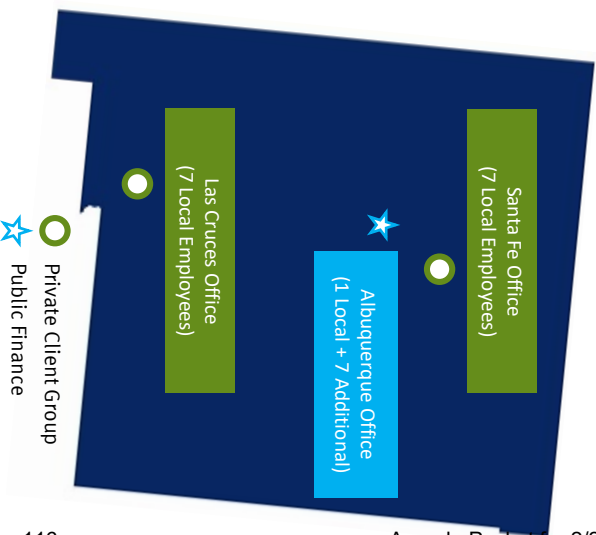 Santa Fe Office
(7 Local Employees)
Albuquerque Office
(1 Local + 7 Additional)
Las Cruces Office
(7 Local Employees)
Private Client Group
Public Finance